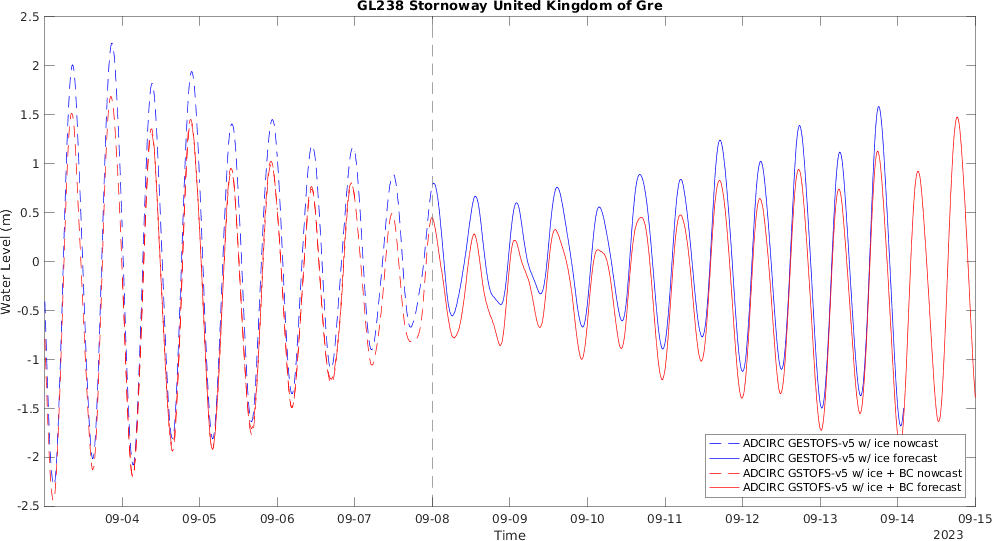 GL238 Stornoway United Kingdom of Gre
Water Level (m)
2.5
2
1.5
1
0.5
0
-0.5
-1
-1.5
-2
-2.5
ADCIRC GESTOFS-v5 w/ ice nowcast
ADCIRC GESTOFS-v5 w/ ice forecast
ADCIRC GSTOFS-v5 w/ ice + BC nowcast
ADCIRC GSTOFS-v5 w/ ice + BC forecast
09-04 09-05 09-06 09-07 09-08 09-09 09-10 09-11 09-12 09-13 09-14 09-15
Time
2023